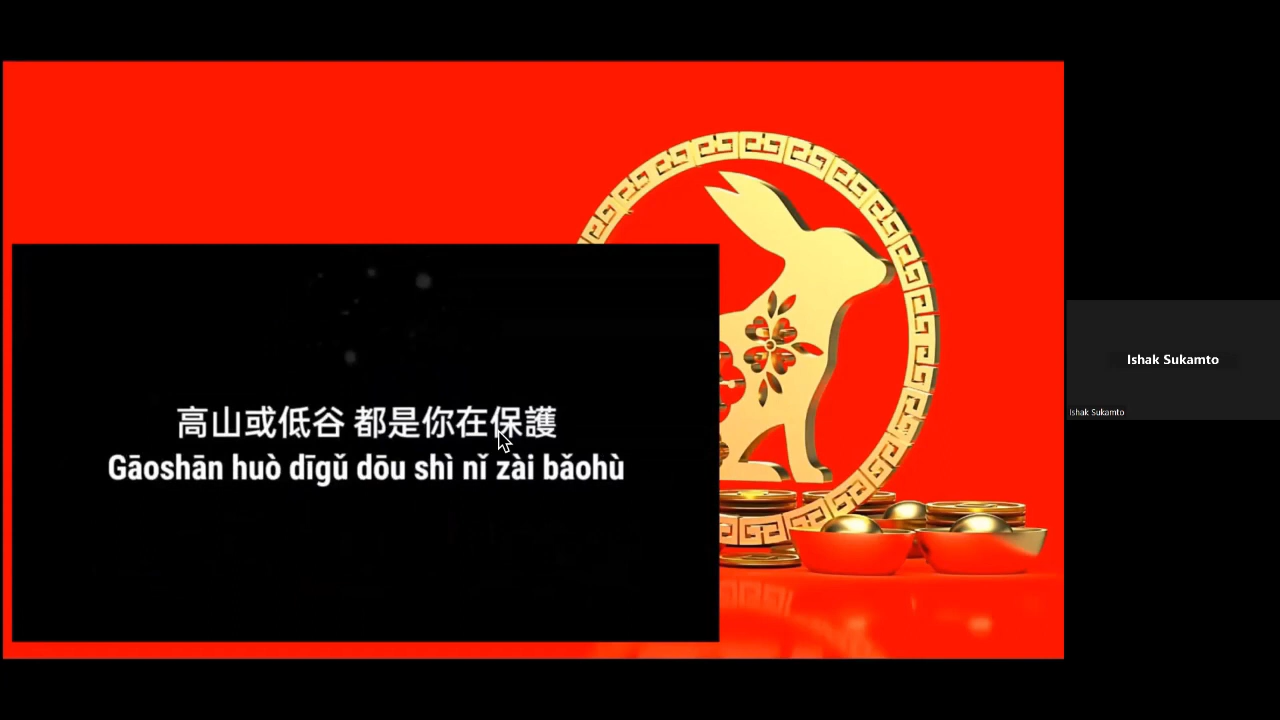 高山或低谷 都是你在保護
Gāoshān huò dīgǔ dōu shì nǐ zài bǎohù
Ishak Sukamto
Ishak Sukamto